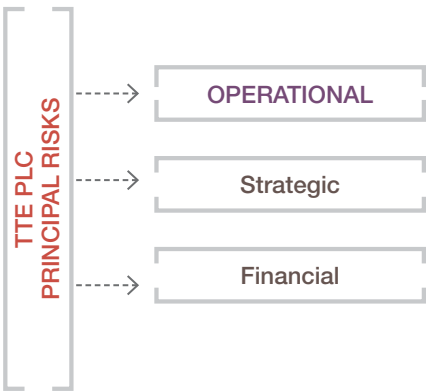 TTE PLC
PRINCIPAL RISKS
OPERATIONAL
Strategic
Financial